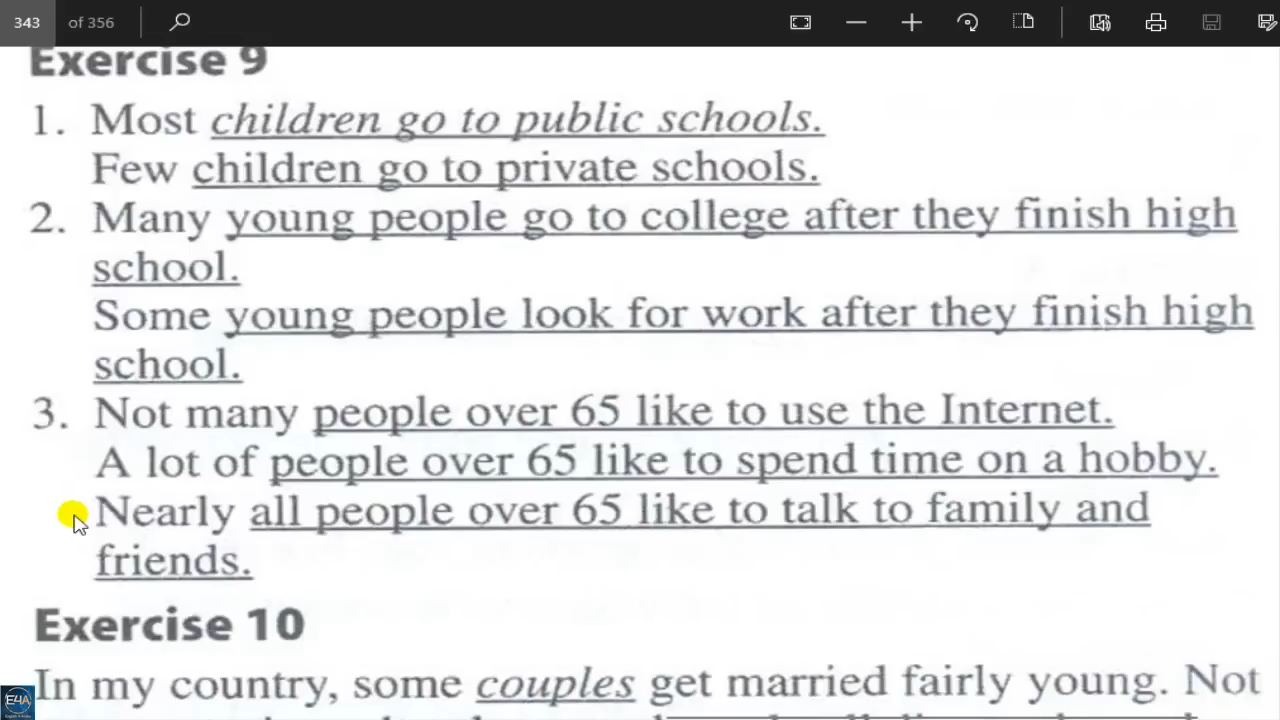 343 of 356
Exercise 9
1. Most children go to public schools.
Few children go to private schools.
2. Many young people go to college after they finish high
school.
Some young people look for work after they finish high
school.
3. Not many people over 65 like to use the Internet.
A lot of people over 65 like to spend time on a hobby.
Nearly all people over 65 like to talk to family and
friends.
Exercise 10
In my country, some couples get married fairly young. Not
E4A